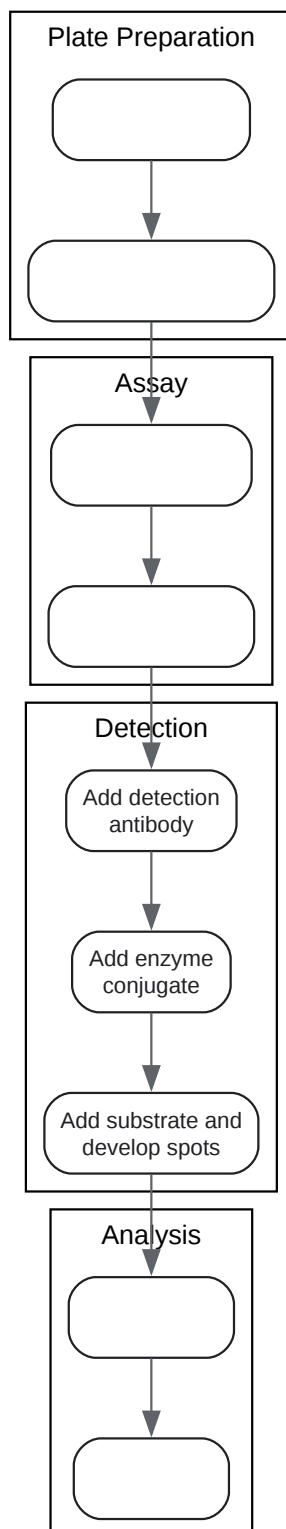 Plate Preparation
Assay
Detection
Add detection
antibody
Add enzyme
conjugate
Add substrate and
develop spots
Analysis